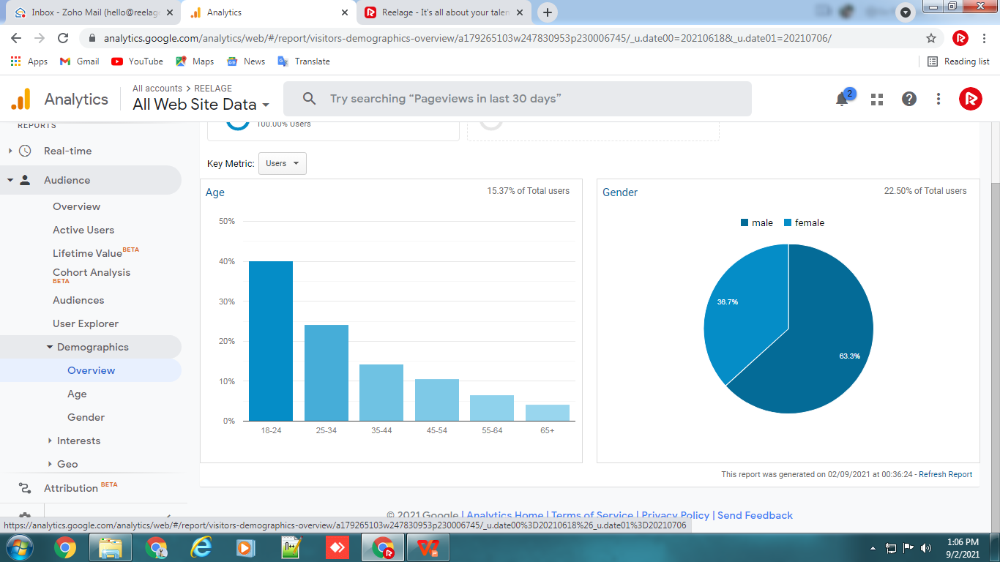 Inbox - Zoho Mail (hello@reelag
Analytics
Reelage - It's all about your talen
analytics.google.com/analytics/web/#/report/visitors-demographics-overview/a179265103w247830953p230006745/_u.date00=20210618&_u.date01=20210706/
Apps
Gmail
YouTube
Maps
News
Translate
Reading list
Analytics
All accounts > REELAGE
All Web Site Data
Try searching “Pageviews in last 30 days”
2
REPORTS
Real-time
Audience
Overview
Active Users
Lifetime Value BETA
Cohort Analysis
BETA
Audiences
User Explorer
Demographics
Overview
Age
Gender
Interests
Geo
Attribution BETA
100.00% Users
Key Metric: Users
Age
15.37% of Total users
50%
40%
30%
20%
10%
0%
18-24
25-34
35-44
45-54
55-64
65+
Gender
22.50% of Total users
male
female
36.7%
63.3%
This report was generated on 02/09/2021 at 00:36:24 - Refresh Report
© 2021 Google | Analytics Home | Terms of Service | Privacy Policy | Send Feedback
https://analytics.google.com/analytics/web/#/report/visitors-demographics-overview/a179265103w247830953p230006745/_u.date00%3D20210618%26_u.date01%3D20210706
1:06 PM
9/2/2021